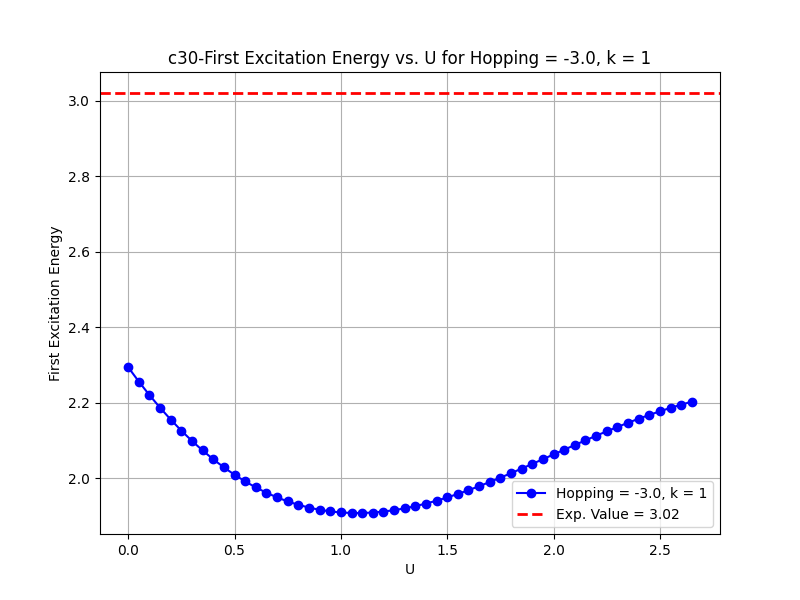 c30-First Excitation Energy vs. U for Hopping = -3.0, k = 1
First Excitation Energy
3.0
2.8
2.6
2.4
2.2
2.0
Hopping = -3.0, k = 1
Exp. Value = 3.02
0.0 0.5 1.0 1.5 2.0 2.5
U